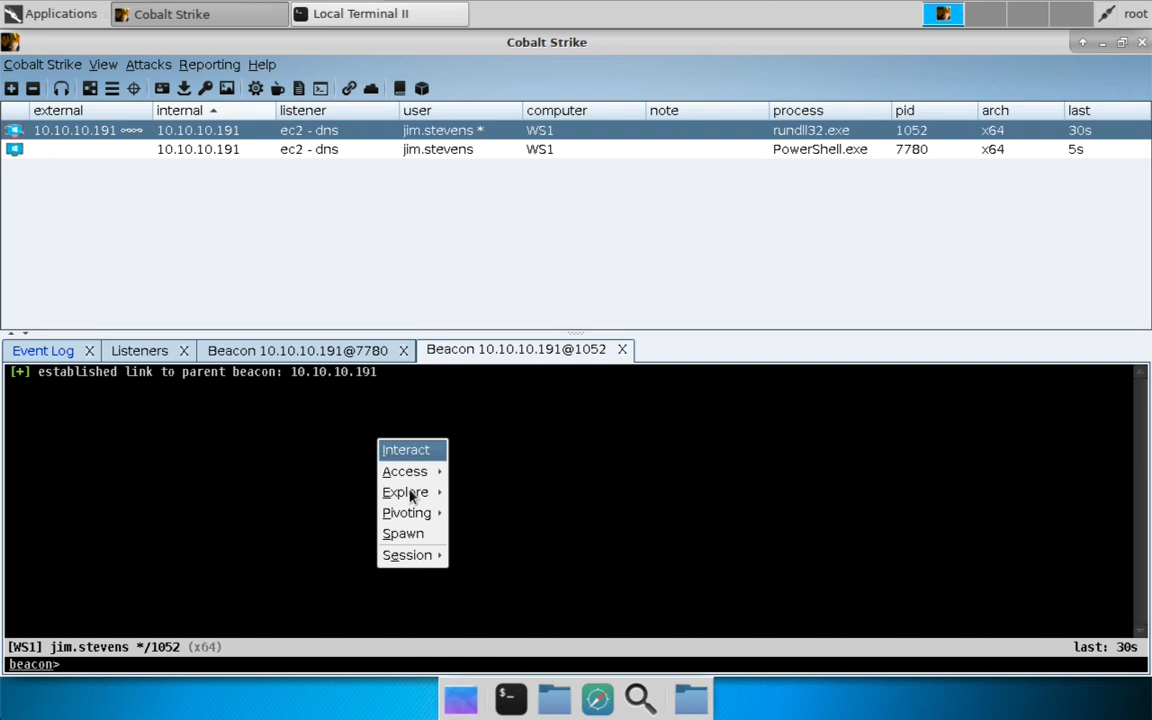 Applications Cobalt Strike Local Terminal II root
Cobalt Strike
Cobalt Strike View Attacks Reporting Help
external internal listener user computer note process pid arch last
10.10.10.191 10.10.10.191 ec2 - dns jim.stevens * WS1 rundll32.exe 1052 x64 30s
10.10.10.191 ec2 - dns jim.stevens WS1 PowerShell.exe 7780 x64 5s
Event Log X Listeners X Beacon 10.10.10.191@7780 X Beacon 10.10.10.191@1052 X
[+] established link to parent beacon: 10.10.10.191
Interact
Access
Explore
Pivoting
Spawn
Session
[WS1] jim.stevens */1052 (x64) last: 30s
beacon>